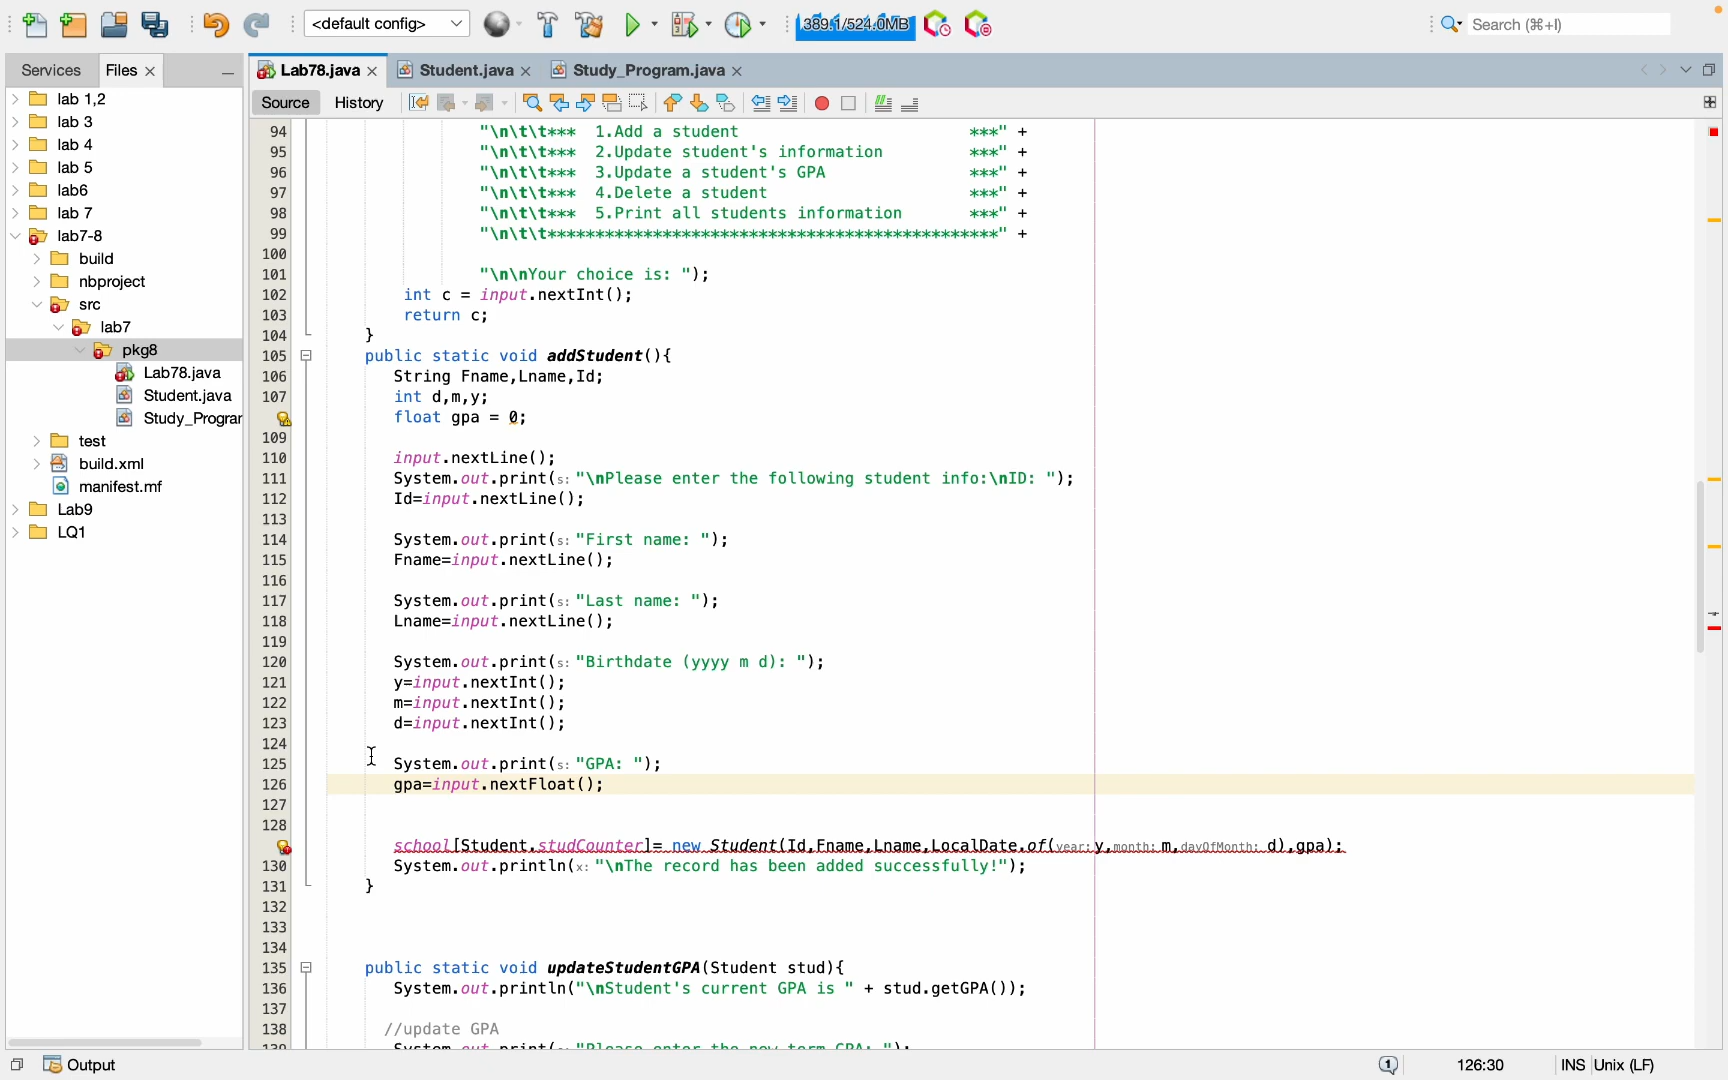 <default config>
389.1/524.0MB
Search (⌘+I)
Services
Files
Lab78.java
Student.java
Study_Program.java
Source
History
lab 1,2
lab 3
lab 4
lab 5
lab6
lab 7
lab7-8
build
nbproject
src
lab7
pkg8
Lab78.java
Student.java
Study_Progra
test
build.xml
manifest.mf
Lab9
LQ1
94 "\n\t\t***  1.Add a student                        ***" +
95 "\n\t\t***  2.Update student's information         ***" +
96 "\n\t\t***  3.Update a student's GPA               ***" +
97 "\n\t\t***  4.Delete a student                     ***" +
98 "\n\t\t***  5.Print all students information       ***" +
99 "\n\t\t***********************************************" +
100
101 "\n\nYour choice is: ");
102 int c = input.nextInt();
103 return c;
104 }
105 public static void addStudent(){
106 String Fname,Lname,Id;
107 int d,m,y;
float gpa = 0;
109
110 input.nextLine();
111 System.out.print(s: "\nPlease enter the following student info:\nID: ");
112 Id=input.nextLine();
113
114 System.out.print(s: "First name: ");
115 Fname=input.nextLine();
116
117 System.out.print(s: "Last name: ");
118 Lname=input.nextLine();
119
120 System.out.print(s: "Birthdate (yyyy m d): ");
121 y=input.nextInt();
122 m=input.nextInt();
123 d=input.nextInt();
124
125 System.out.print(s: "GPA: ");
126 gpa=input.nextFloat();
127
128
school[Student.studCounter]= new Student(Id,Fname,Lname,LocalDate.of(year: y,month: m,dayOfMonth: d),gpa);
130 System.out.println(x: "\nThe record has been added successfully!");
131 }
132
133
134
135 public static void updateStudentGPA(Student stud){
136 System.out.println("\nStudent's current GPA is " + stud.getGPA());
137
138 //update GPA
139 System.out.print(s: "Please enter the new term GPA: ");
Output
1
126:30
INS
Unix (LF)